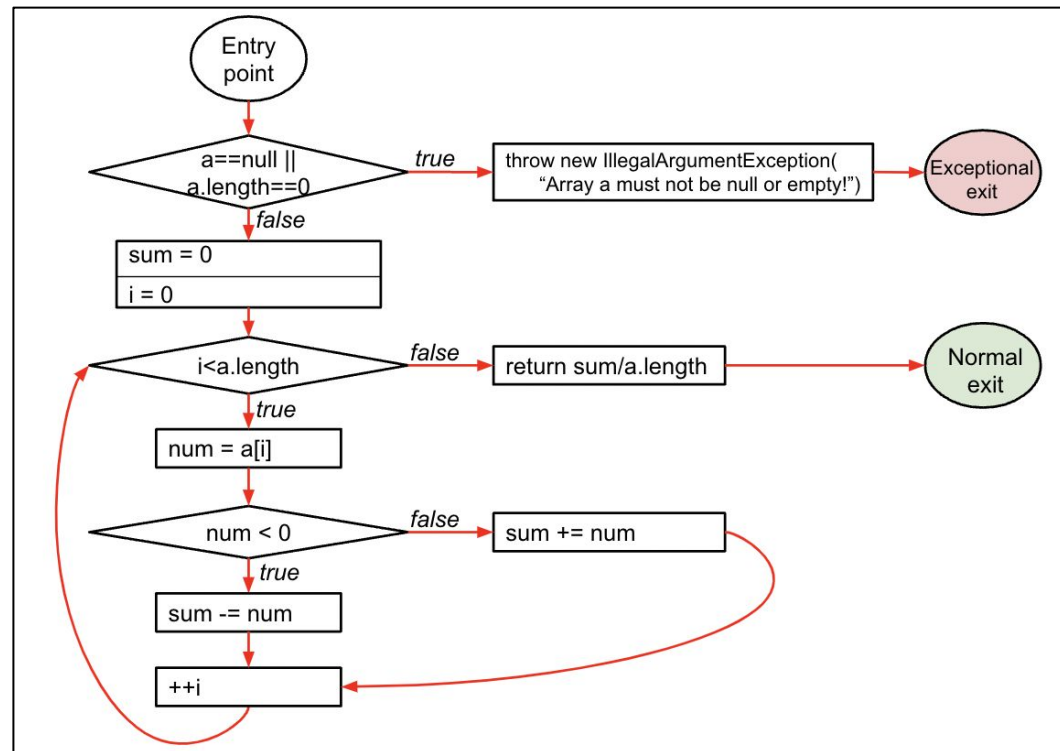 Entry
point
a==null ||
a.length==0
true
throw new IllegalArgumentException(
“Array a must not be null or empty!”)
Exceptional
exit
false
sum = 0
i = 0
i<a.length
false
return sum/a.length
Normal
exit
true
num = a[i]
num < 0
false
sum += num
true
sum -= num
++i